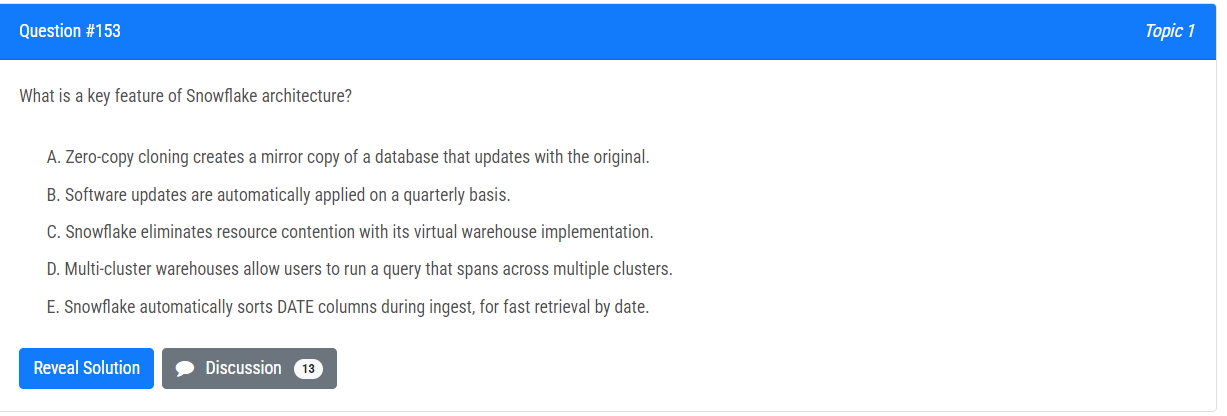 Question #153
Topic 1
What is a key feature of Snowflake architecture?
A. Zero-copy cloning creates a mirror copy of a database that updates with the original.
B. Software updates are automatically applied on a quarterly basis.
C. Snowflake eliminates resource contention with its virtual warehouse implementation.
D. Multi-cluster warehouses allow users to run a query that spans across multiple clusters.
E. Snowflake automatically sorts DATE columns during ingest, for fast retrieval by date.
Reveal Solution
Discussion 13